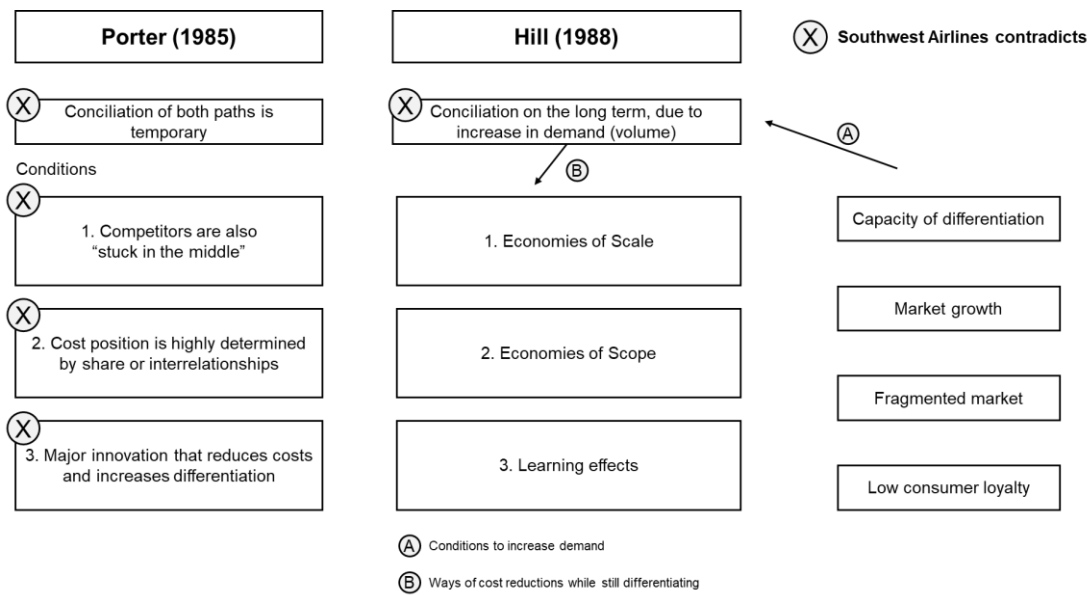 Porter (1985)
Hill (1988)
X Southwest Airlines contradicts
X
Conciliation of both paths is
temporary
X
Conciliation on the long term, due to
increase in demand (volume)
A
B
Conditions
X
1. Competitors are also
“stuck in the middle”
1. Economies of Scale
Capacity of differentiation
X
2. Cost position is highly determined
by share or interrelationships
2. Economies of Scope
Market growth
Fragmented market
X
3. Major innovation that reduces costs
and increases differentiation
3. Learning effects
Low consumer loyalty
A Conditions to increase demand
B Ways of cost reductions while still differentiating